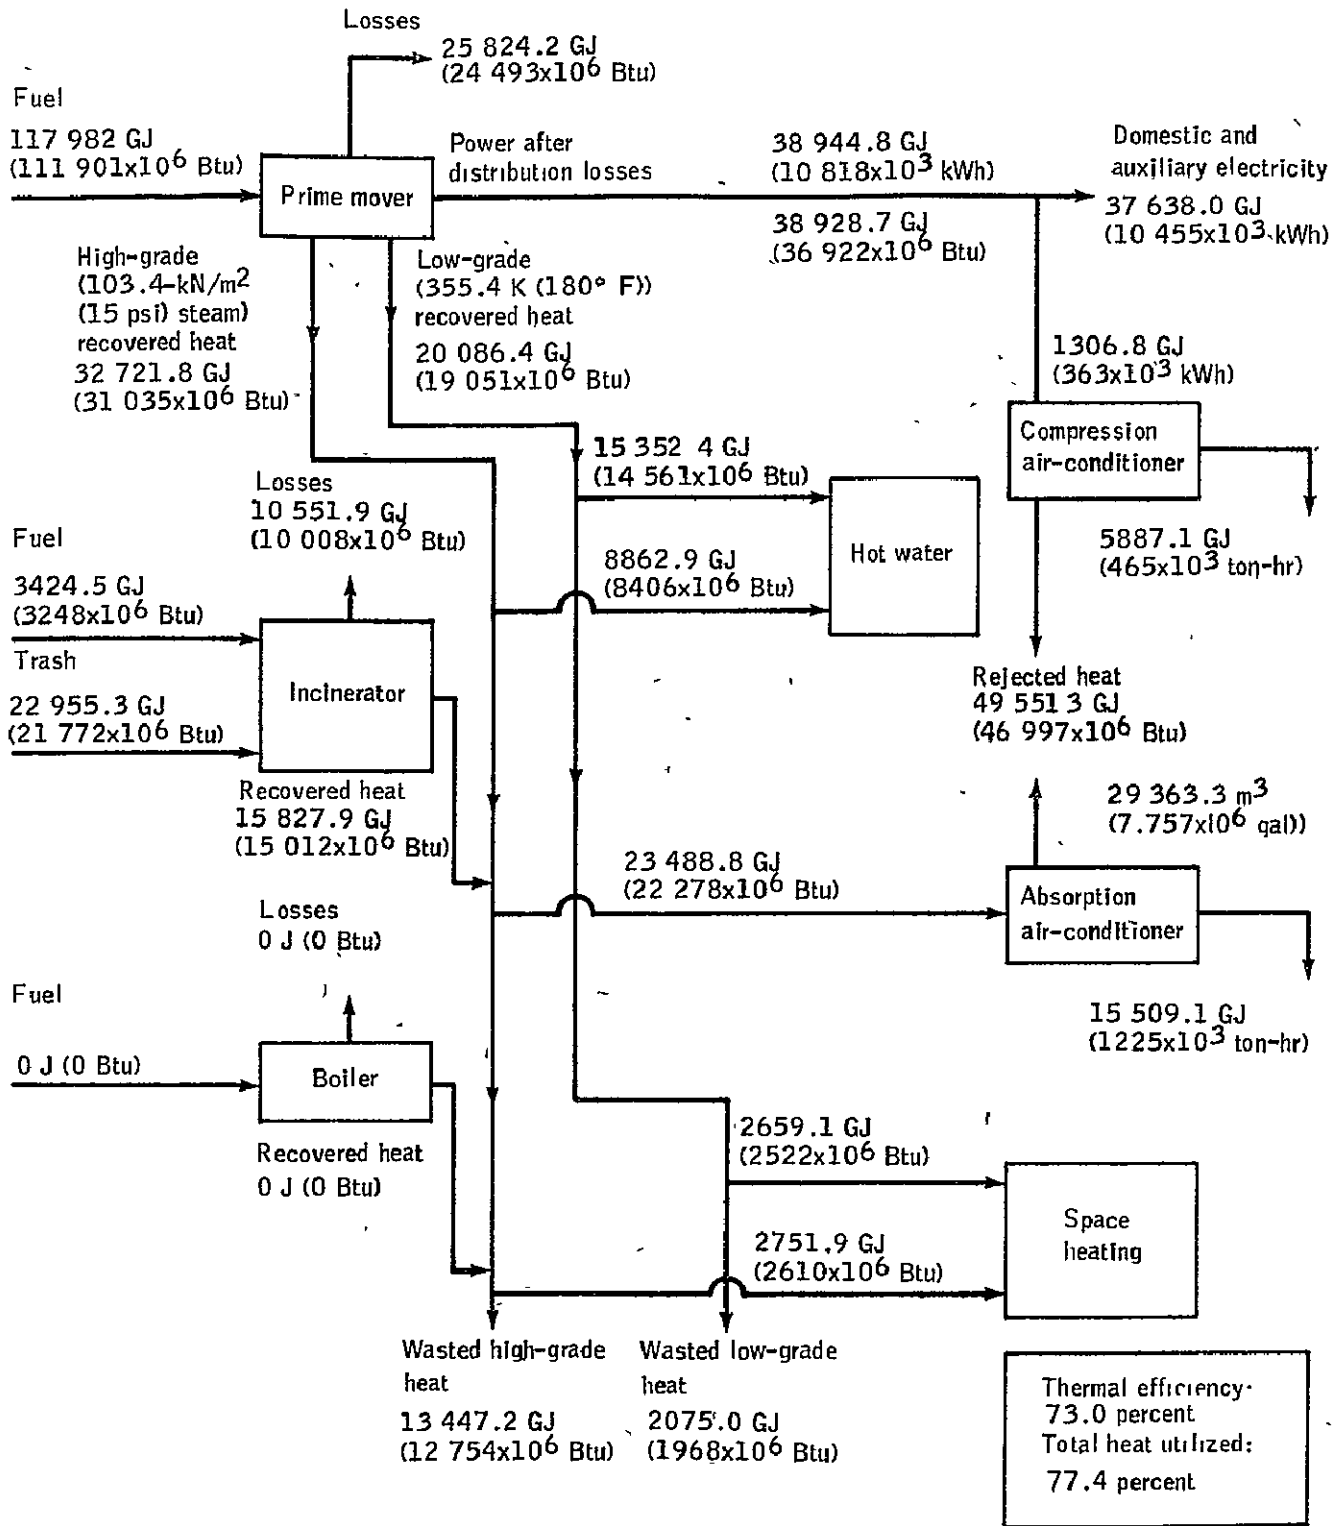 Losses
25 824.2 GJ
(24 493x10⁶ Btu)
Fuel
117 982 GJ
(111 901x10⁶ Btu)
Prime mover
Power after
distribution losses
38 944.8 GJ
(10 818x10³ kWh)
38 928.7 GJ
(36 922x10⁶ Btu)
Domestic and
auxiliary electricity
37 638.0 GJ
(10 455x10³ kWh)
High-grade
(103.4-kN/m²
(15 psi) steam)
recovered heat
32 721.8 GJ
(31 035x10⁶ Btu)
Low-grade
(355.4 K (180° F))
recovered heat
20 086.4 GJ
(19 051x10⁶ Btu)
1306.8 GJ
(363x10³ kWh)
Compression
air-conditioner
5887.1 GJ
(465x10³ ton-hr)
15 352 4 GJ
(14 561x10⁶ Btu)
Hot water
8862.9 GJ
(8406x10⁶ Btu)
Losses
10 551.9 GJ
(10 008x10⁶ Btu)
Fuel
3424.5 GJ
(3248x10⁶ Btu)
Trash
22 955.3 GJ
(21 772x10⁶ Btu)
Incinerator
Recovered heat
15 827.9 GJ
(15 012x10⁶ Btu)
Rejected heat
49 551 3 GJ
(46 997x10⁶ Btu)
29 363.3 m³
(7.757x10⁶ gal))
23 488.8 GJ
(22 278x10⁶ Btu)
Absorption
air-conditioner
15 509.1 GJ
(1225x10³ ton-hr)
Losses
0 J (0 Btu)
Fuel
0 J (0 Btu)
Boiler
Recovered heat
0 J (0 Btu)
2659.1 GJ
(2522x10⁶ Btu)
2751.9 GJ
(2610x10⁶ Btu)
Space
heating
Wasted high-grade
heat
13 447.2 GJ
(12 754x10⁶ Btu)
Wasted low-grade
heat
2075.0 GJ
(1968x10⁶ Btu)
Thermal efficiency·
73.0 percent
Total heat utilized:
77.4 percent